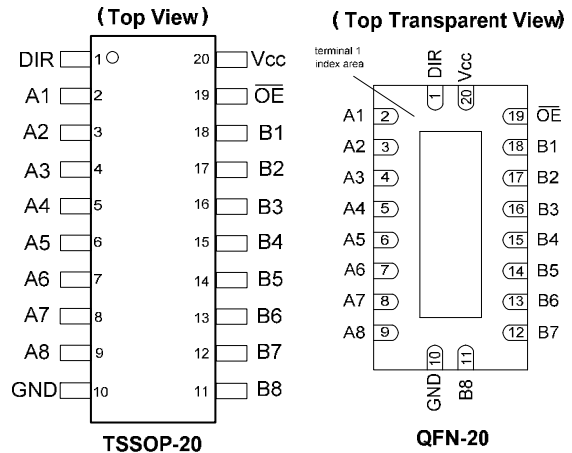 (Top View)
DIR 1 20 Vcc
A1 2 19 OE
A2 3 18 B1
A3 4 17 B2
A4 5 16 B3
A5 6 15 B4
A6 7 14 B5
A7 8 13 B6
A8 9 12 B7
GND 10 11 B8
TSSOP-20
(Top Transparent View)
terminal 1
index area
DIR Vcc
1 20
A1 2 19 OE
A2 3 18 B1
A3 4 17 B2
A4 5 16 B3
A5 6 15 B4
A6 7 14 B5
A7 8 13 B6
A8 9 12 B7
10 11
GND B8
QFN-20